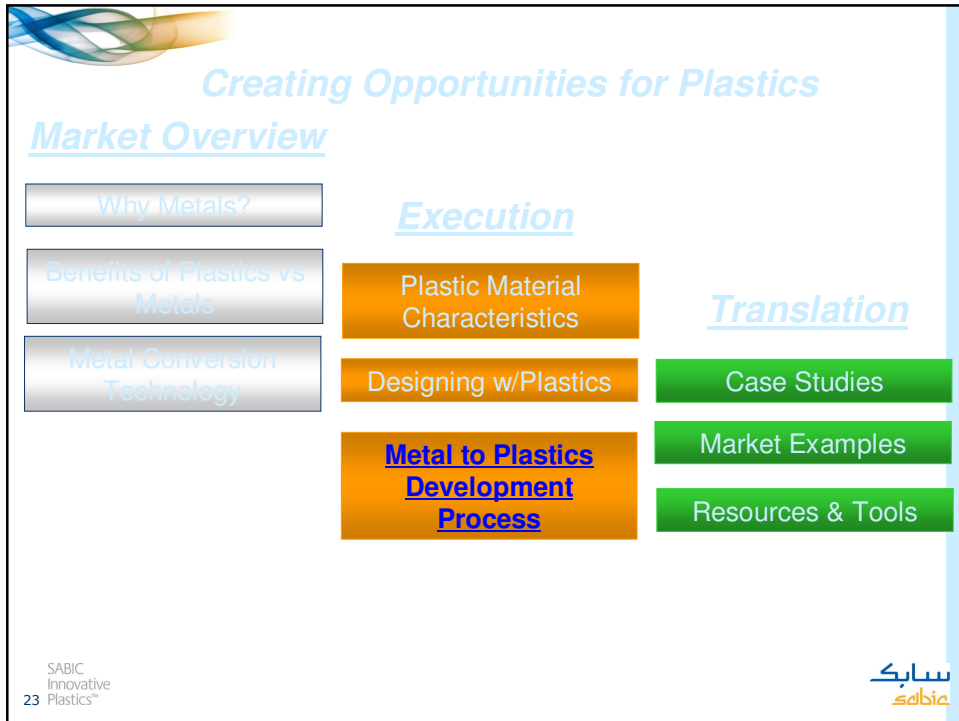 Creating Opportunities for Plastics
Market Overview
Why Metals?
Benefits of Plastics vs
Metals
Metal Conversion
Technology
Execution
Plastic Material
Characteristics
Designing w/Plastics
Metal to Plastics
Development
Process
Translation
Case Studies
Market Examples
Resources & Tools
SABIC
Innovative
23 Plastics™
سابك
sabic